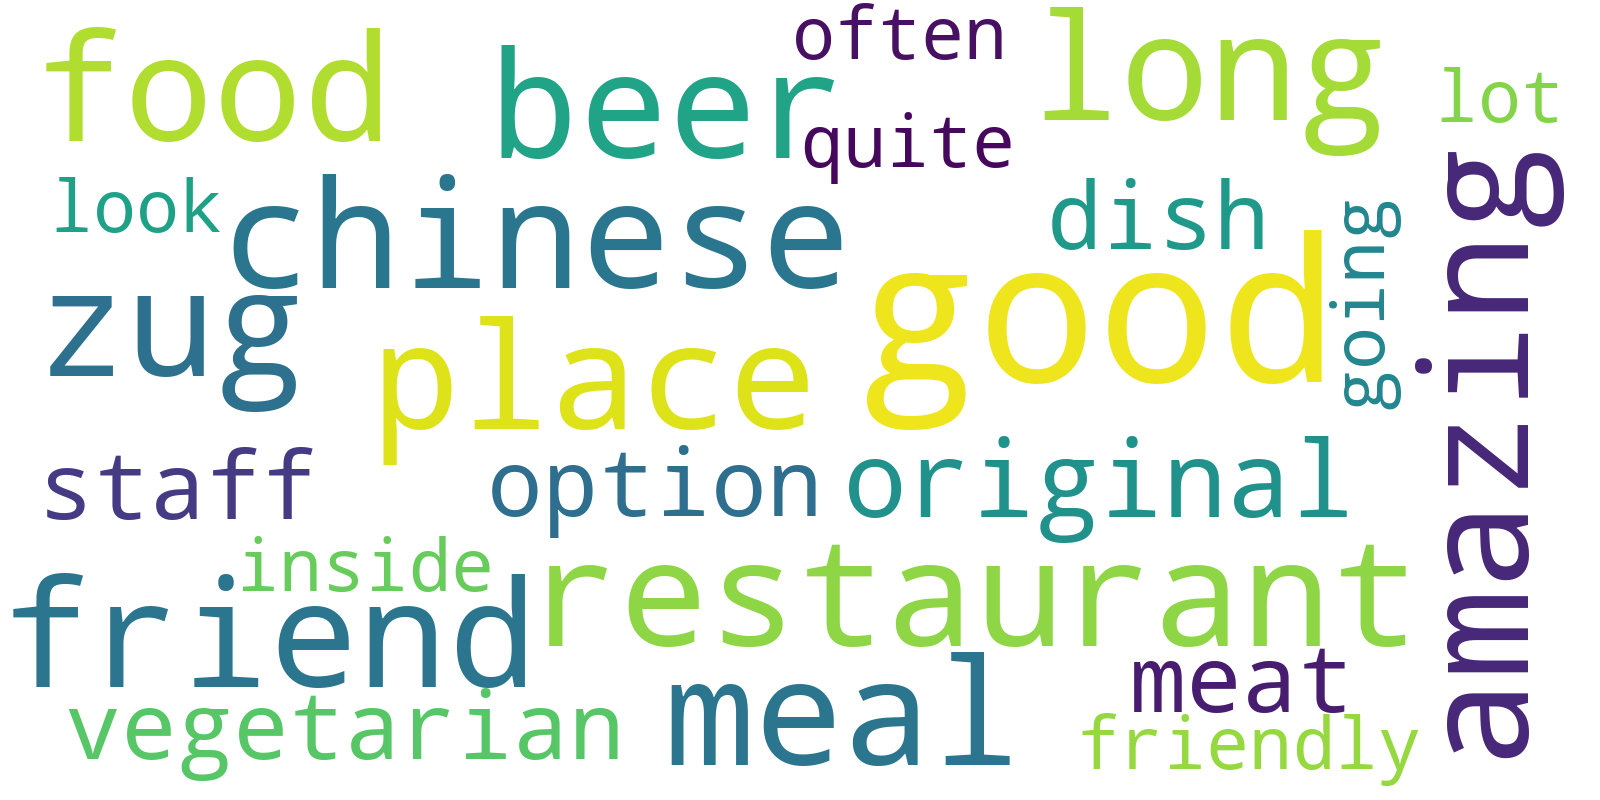 food
beer
often
long
lot
quite
look
chinese
dish
going
amazing
zug
place
good
staff
option
original
inside
friend
restaurant
vegetarian
meal
meat
friendly